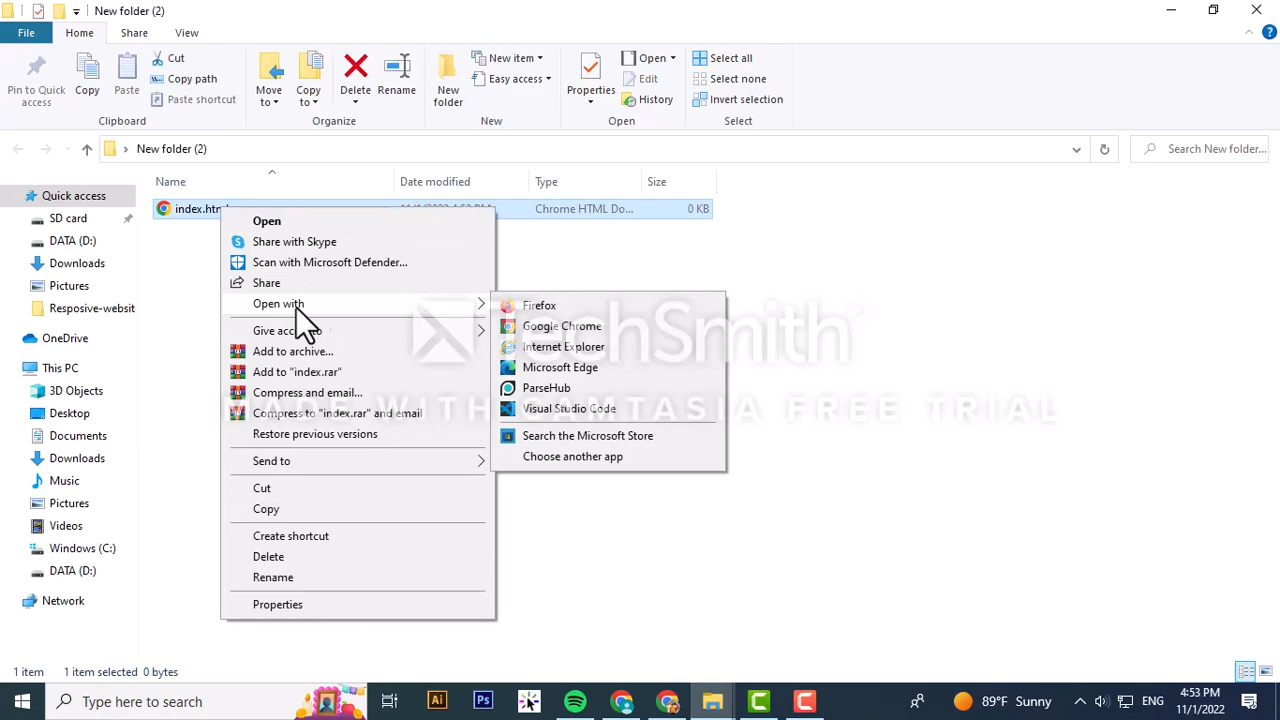 New folder (2)
File
Home
Share
View
Pin to Quick access
Copy
Paste
Cut
Copy path
Paste shortcut
Clipboard
Move to
Copy to
Delete
Rename
Organize
New folder
New item
Easy access
New
Properties
Open
Edit
History
Open
Select all
Select none
Invert selection
Select
New folder (2)
Search New folder...
Name
Date modified
Type
Size
index.html
Chrome HTML Do...
0 KB
Quick access
SD card
DATA (D:)
Downloads
Pictures
Resposive-websit
OneDrive
This PC
3D Objects
Desktop
Documents
Downloads
Music
Pictures
Videos
Windows (C:)
DATA (D:)
Network
Open
Share with Skype
Scan with Microsoft Defender...
Share
Open with
Give access to
Add to archive...
Add to "index.rar"
Compress and email...
Compress to "index.rar" and email
Restore previous versions
Send to
Cut
Copy
Create shortcut
Delete
Rename
Properties
Firefox
Google Chrome
Internet Explorer
Microsoft Edge
ParseHub
Visual Studio Code
Search the Microsoft Store
Choose another app
TechSmith®
MADE WITH CAMTASIA FREE TRIAL
1 item
1 item selected
0 bytes
Type here to search
Ai
Ps
89°F Sunny
ENG
4:53 PM
11/1/2022